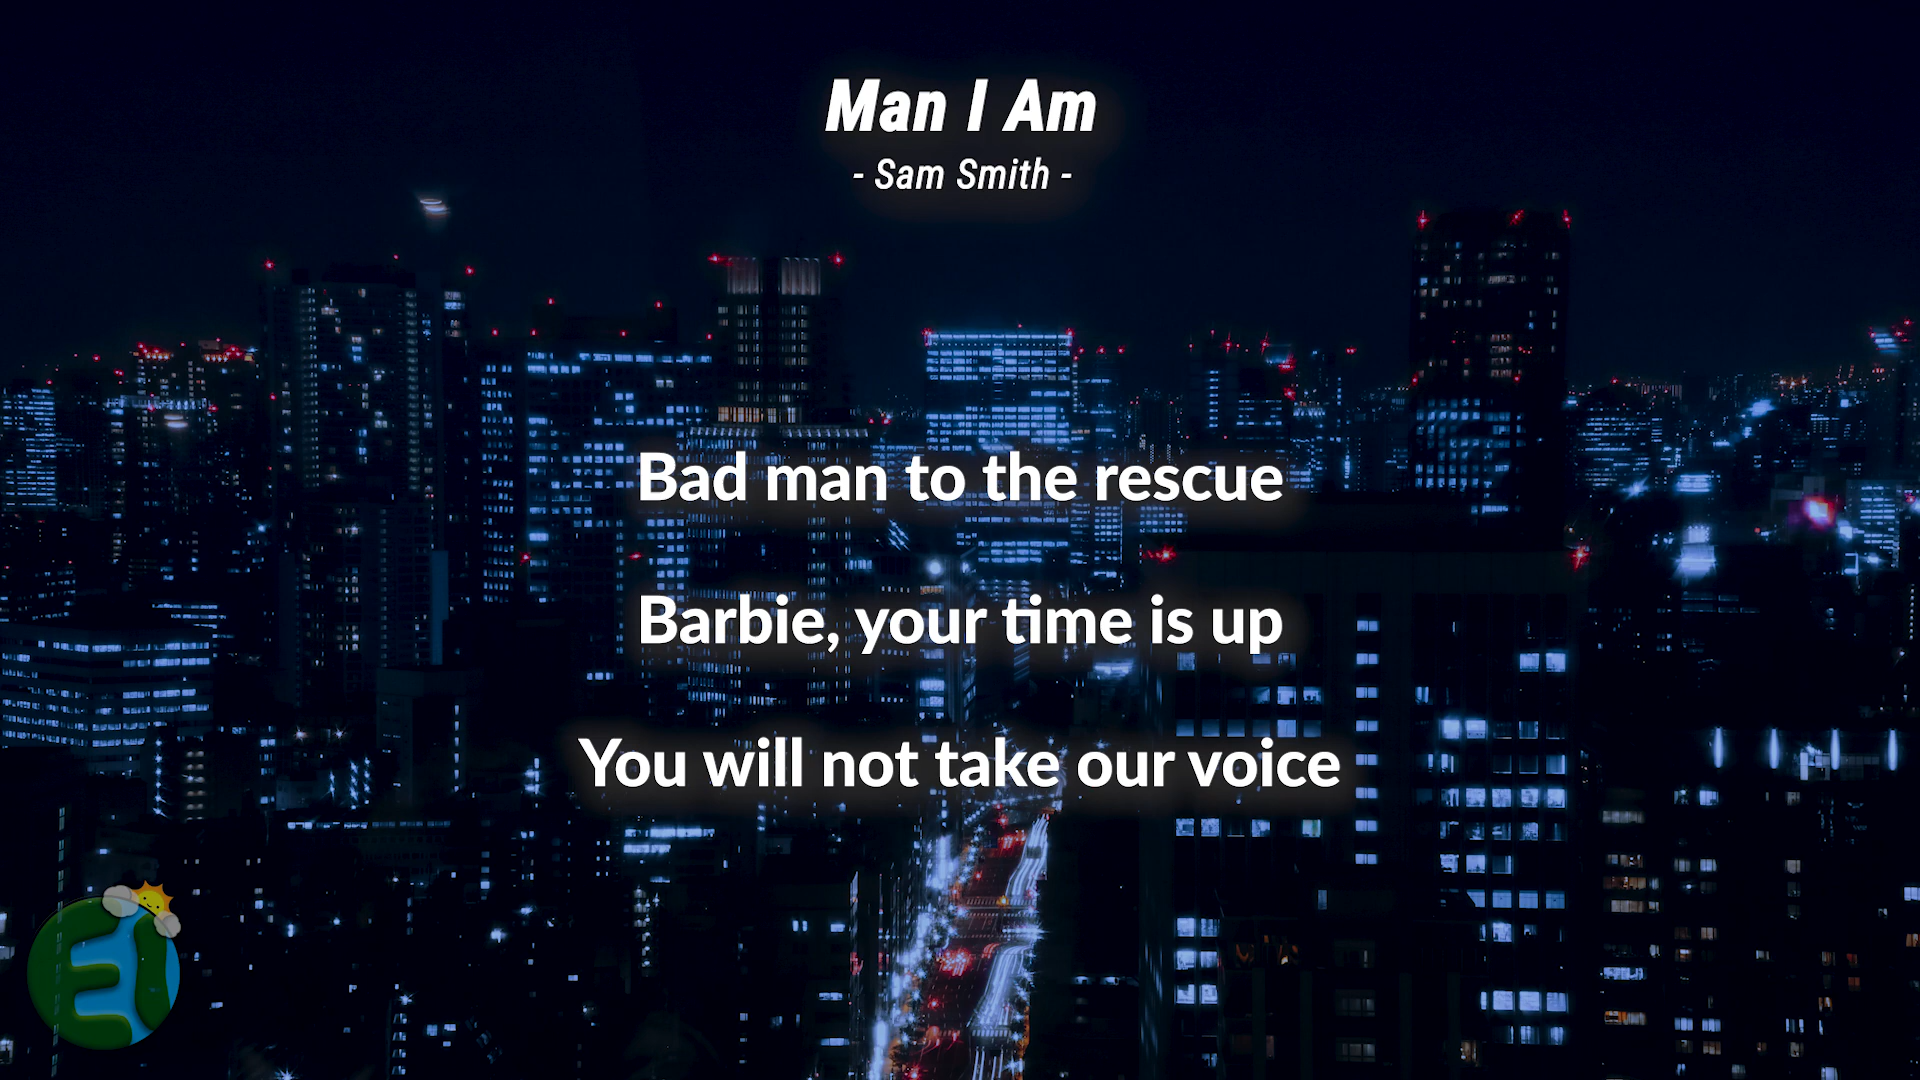 Man I Am
- Sam Smith -
Bad man to the rescue
Barbie, your time is up
You will not take our voice
EL